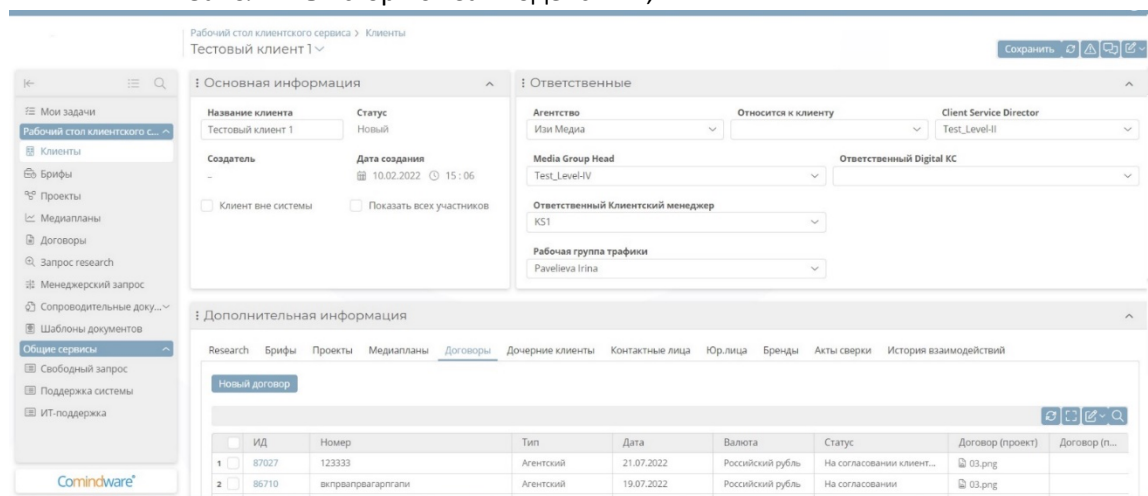 Рабочий стол клиентского сервиса > Клиенты
Тестовый клиент 1
Сохранить
Мои задачи
Рабочий стол клиентского с...
Клиенты
Брифы
Проекты
Медиапланы
Договоры
Запрос research
Менеджерский запрос
Сопроводительные доку...
Шаблоны документов
Общие сервисы
Свободный запрос
Поддержка системы
ИТ-поддержка
Comindware®
Основная информация
Название клиента Статус
Тестовый клиент 1 Новый
Создатель Дата создания
– 10.02.2022 15:06
Клиент вне системы Показать всех участников
Ответственные
Агентство Относится к клиенту Client Service Director
Изи Медиа Test_Level-II
Media Group Head Ответственный Digital КС
Test_Level-IV
Ответственный Клиентский менеджер
KS1
Рабочая группа трафики
Pavelieva Irina
Дополнительная информация
Research Брифы Проекты Медиапланы Договоры Дочерние клиенты Контактные лица Юр.лица Бренды Акты сверки История взаимодействий
Новый договор
ИД Номер Тип Дата Валюта Статус Договор (проект) Договор (п...
1 87027 123333 Агентский 21.07.2022 Российский рубль На согласовании клиент... 03.png
2 86710 вкпрвапрвагарпгапи Агентский 19.07.2022 Российский рубль На согласовании 03.png